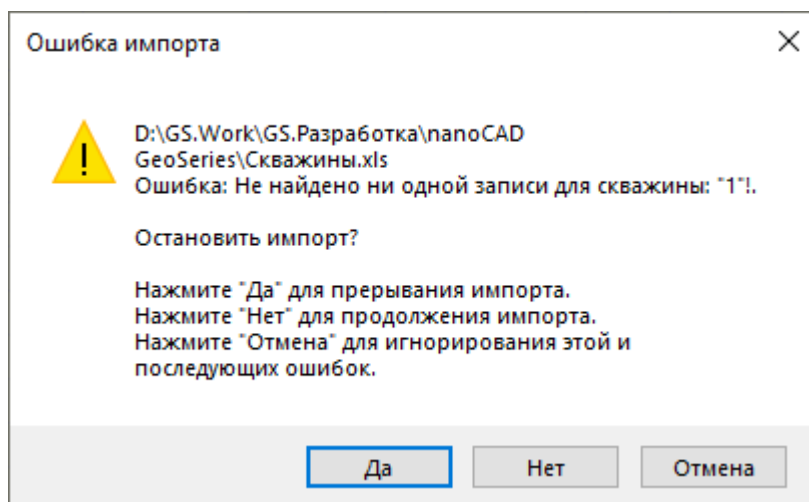 Ошибка импорта
!
D:\GS.Work\GS.Разработка\nanoCAD
GeoSeries\Скважины.xls
Ошибка: Не найдено ни одной записи для скважины: "1"!.
Остановить импорт?
Нажмите "Да" для прерывания импорта.
Нажмите "Нет" для продолжения импорта.
Нажмите "Отмена" для игнорирования этой и
последующих ошибок.
Да Нет Отмена